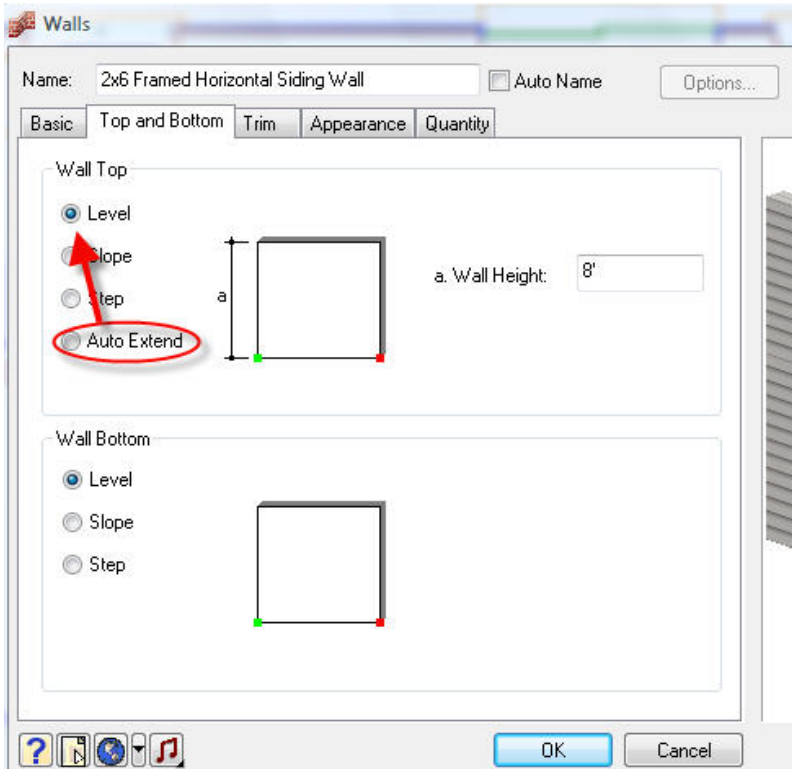 Walls
Name: 2x6 Framed Horizontal Siding Wall Auto Name Options...
Basic Top and Bottom Trim Appearance Quantity
Wall Top
Level
Slope
Step
Auto Extend
a
a. Wall Height: 8'
Wall Bottom
Level
Slope
Step
? OK Cancel